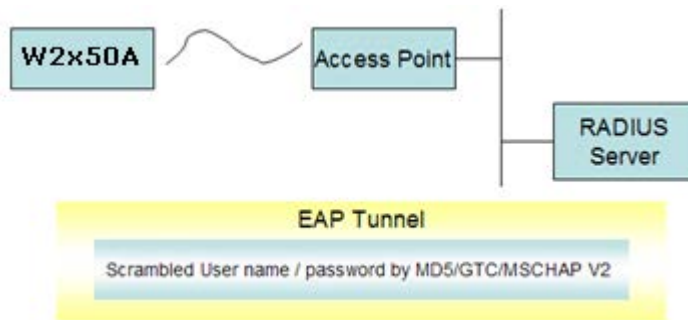 W2x50A
Access Point
RADIUS
Server
EAP Tunnel
Scrambled User name / password by MD5/GTC/MSCHAP V2